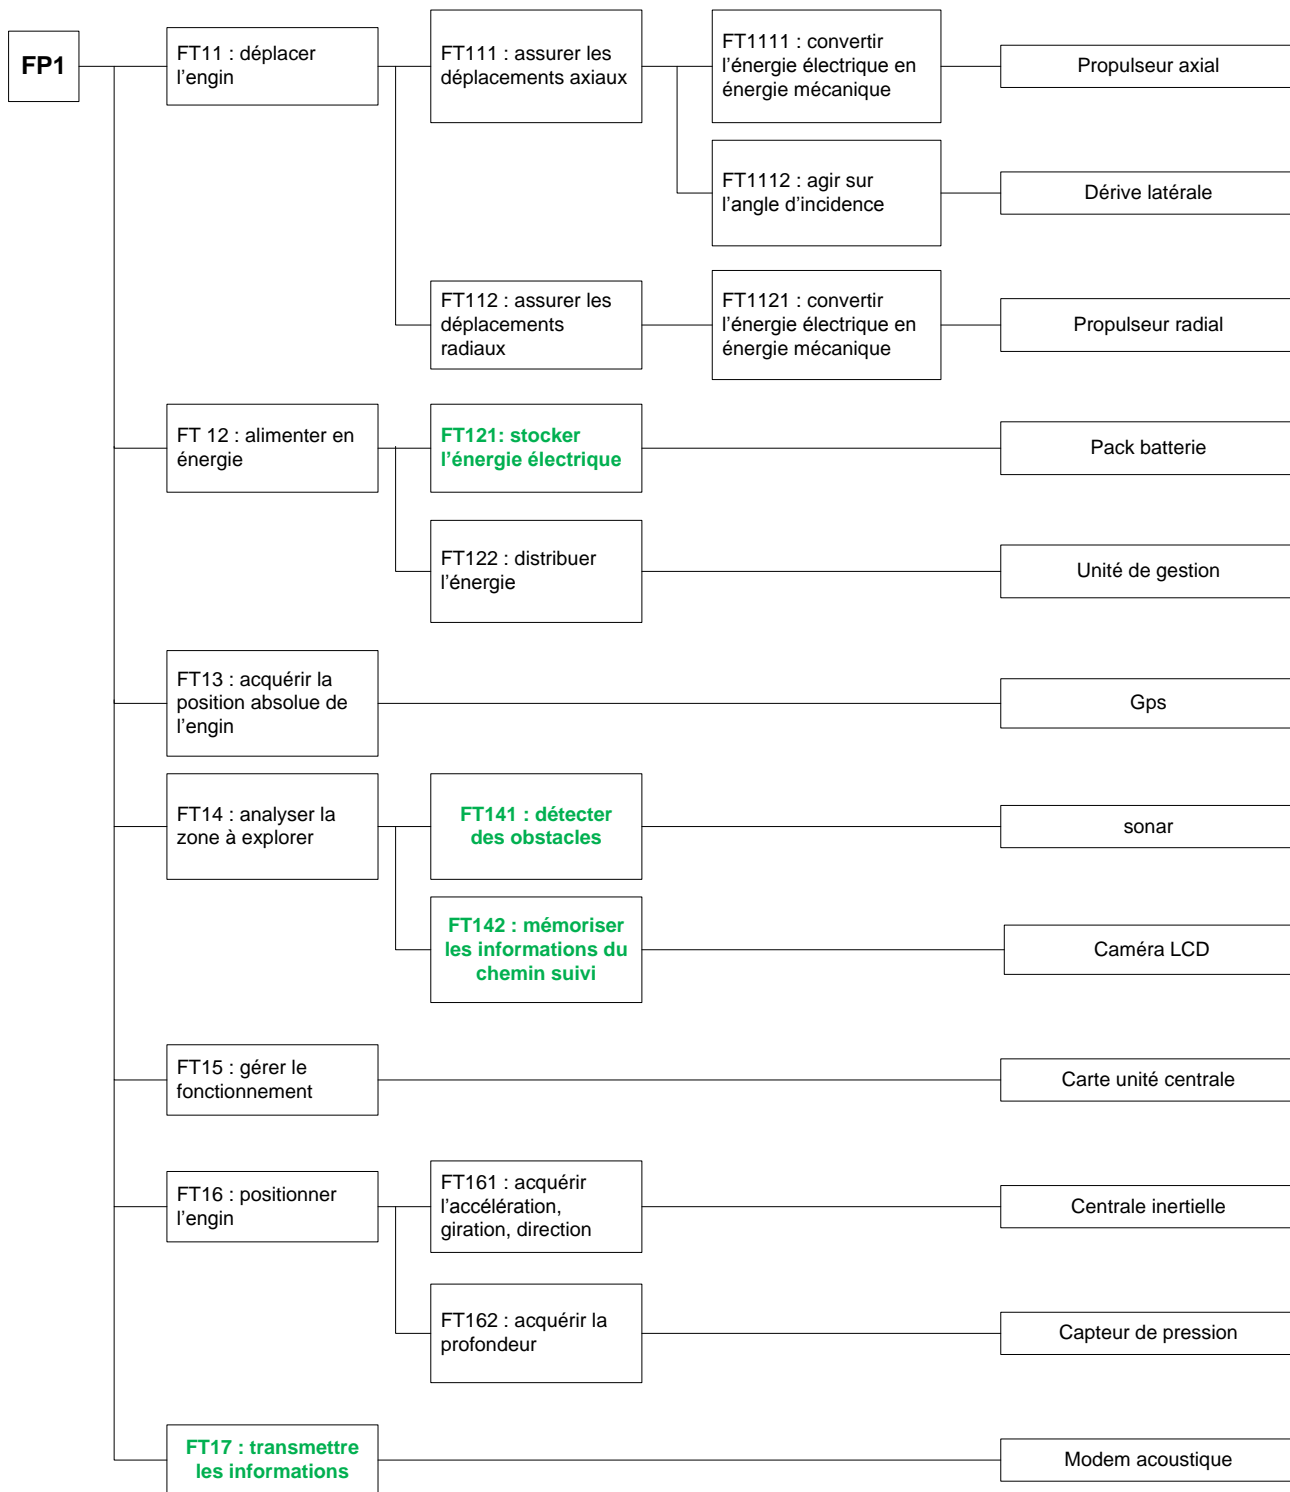 FP1
FT11 : déplacer
l’engin
FT111 : assurer les
déplacements axiaux
FT1111 : convertir
l’énergie électrique en
énergie mécanique
Propulseur axial
FT1112 : agir sur
l’angle d’incidence
Dérive latérale
FT112 : assurer les
déplacements
radiaux
FT1121 : convertir
l’énergie électrique en
énergie mécanique
Propulseur radial
FT 12 : alimenter en
énergie
FT121: stocker
l’énergie électrique
Pack batterie
FT122 : distribuer
l’énergie
Unité de gestion
FT13 : acquérir la
position absolue de
l’engin
Gps
FT14 : analyser la
zone à explorer
FT141 : détecter
des obstacles
sonar
FT142 : mémoriser
les informations du
chemin suivi
Caméra LCD
FT15 : gérer le
fonctionnement
Carte unité centrale
FT16 : positionner
l’engin
FT161 : acquérir
l’accélération,
giration, direction
Centrale inertielle
FT162 : acquérir la
profondeur
Capteur de pression
FT17 : transmettre
les informations
Modem acoustique